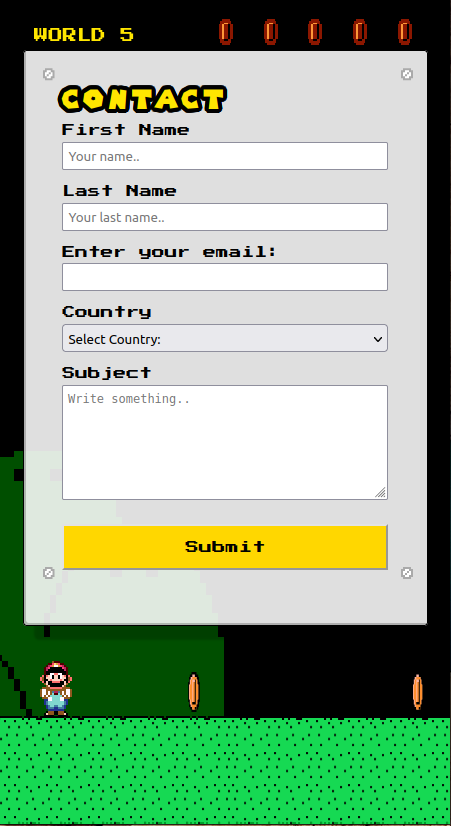 WORLD 5
CONTACT
First Name
Your name..
Last Name
Your last name..
Enter your email:
Country
Select Country:
Subject
Write something..
Submit